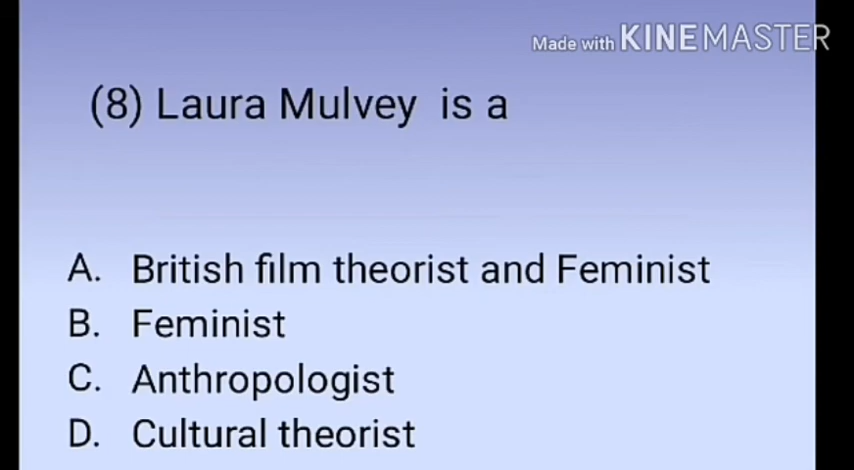 Made with KINEMASTER
(8) Laura Mulvey is a
A. British film theorist and Feminist
B. Feminist
C. Anthropologist
D. Cultural theorist